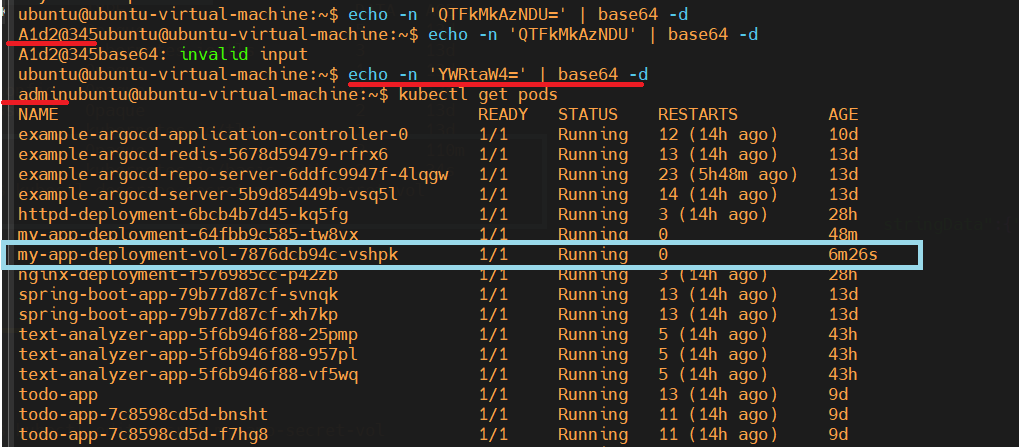 ubuntu@ubuntu-virtual-machine:~$ echo -n 'QTFkMkAzNDU=' | base64 -d
A1d2@345ubuntu@ubuntu-virtual-machine:~$ echo -n 'QTFkMkAzNDU' | base64 -d
A1d2@345base64: invalid input
ubuntu@ubuntu-virtual-machine:~$ echo -n 'YWRtaW4=' | base64 -d
adminubuntu@ubuntu-virtual-machine:~$ kubectl get pods
NAME READY STATUS RESTARTS AGE
example-argocd-application-controller-0 1/1 Running 12 (14h ago) 10d
example-argocd-redis-5678d59479-rfrx6 1/1 Running 13 (14h ago) 13d
example-argocd-repo-server-6ddfc9947f-4lqgw 1/1 Running 23 (5h48m ago) 13d
example-argocd-server-5b9d85449b-vsq5l 1/1 Running 14 (14h ago) 13d
httpd-deployment-6bcb4b7d45-kq5fg 1/1 Running 3 (14h ago) 28h
my-app-deployment-64fbb9c585-tw8vx 1/1 Running 0 48m
my-app-deployment-vol-7876dcb94c-vshpk 1/1 Running 0 6m26s
nginx-deployment-f576985cc-p42zb 1/1 Running 3 (14h ago) 28h
spring-boot-app-79b77d87cf-svnqk 1/1 Running 13 (14h ago) 13d
spring-boot-app-79b77d87cf-xh7kp 1/1 Running 13 (14h ago) 13d
text-analyzer-app-5f6b946f88-25pmp 1/1 Running 5 (14h ago) 43h
text-analyzer-app-5f6b946f88-957pl 1/1 Running 5 (14h ago) 43h
text-analyzer-app-5f6b946f88-vf5wq 1/1 Running 5 (14h ago) 43h
todo-app 1/1 Running 13 (14h ago) 9d
todo-app-7c8598cd5d-bnsht 1/1 Running 11 (14h ago) 9d
todo-app-7c8598cd5d-f7hg8 1/1 Running 11 (14h ago) 9d